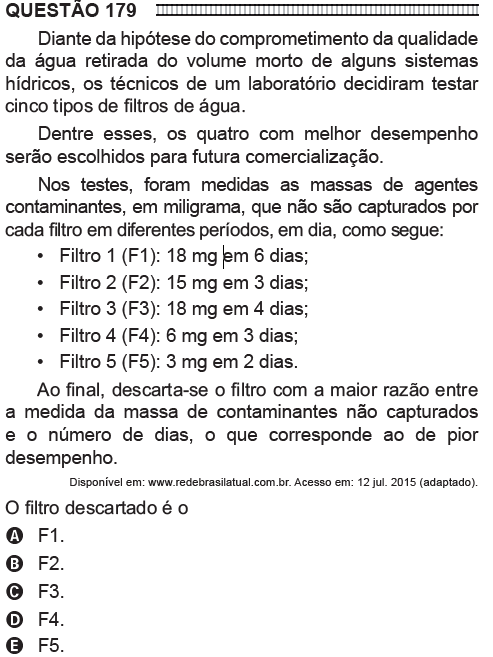 QUESTÃO 179
Diante da hipótese do comprometimento da qualidade
da água retirada do volume morto de alguns sistemas
hídricos, os técnicos de um laboratório decidiram testar
cinco tipos de filtros de água.
Dentre esses, os quatro com melhor desempenho
serão escolhidos para futura comercialização.
Nos testes, foram medidas as massas de agentes
contaminantes, em miligrama, que não são capturados por
cada filtro em diferentes períodos, em dia, como segue:
• Filtro 1 (F1): 18 mg em 6 dias;
• Filtro 2 (F2): 15 mg em 3 dias;
• Filtro 3 (F3): 18 mg em 4 dias;
• Filtro 4 (F4): 6 mg em 3 dias;
• Filtro 5 (F5): 3 mg em 2 dias.
Ao final, descarta-se o filtro com a maior razão entre
a medida da massa de contaminantes não capturados
e o número de dias, o que corresponde ao de pior
desempenho.
Disponível em: www.redebrasilatual.com.br. Acesso em: 12 jul. 2015 (adaptado).
O filtro descartado é o
A F1.
B F2.
C F3.
D F4.
E F5.